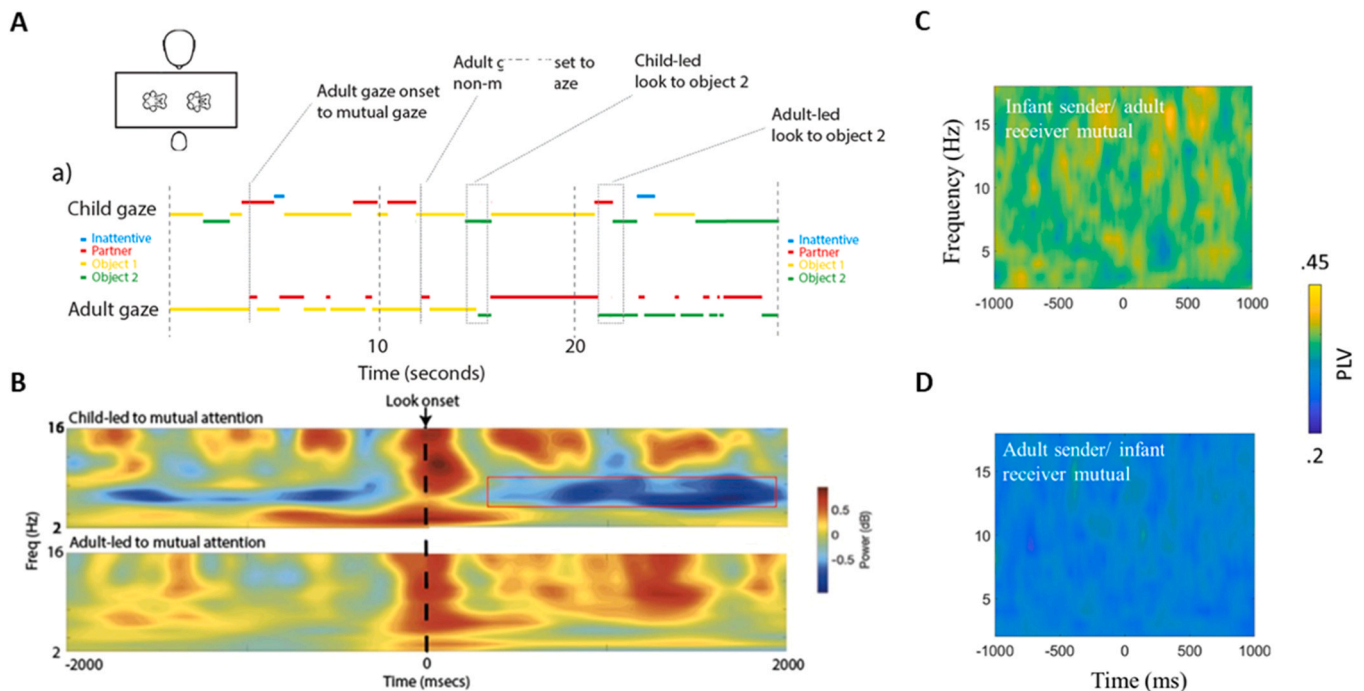 A
Adult gaze onset
to mutual gaze
Adult g set to
non-m aze
Child-led
look to object 2
Adult-led
look to object 2
a)
Child gaze
Inattentive
Partner
Object 1
Object 2
Inattentive
Partner
Object 1
Object 2
Adult gaze
10
20
Time (seconds)
B
Look onset
Child-led to mutual attention
16
2
Freq (Hz)
Adult-led to mutual attention
16
2
-2000
0
2000
Time (msecs)
0.5
0
-0.5
Power (dB)
C
Infant sender/ adult
receiver mutual
Frequency (Hz)
15
10
5
-1000
-500
0
500
1000
.45
PLV
.2
D
Adult sender/ infant
receiver mutual
15
10
5
-1000
-500
0
500
1000
Time (ms)